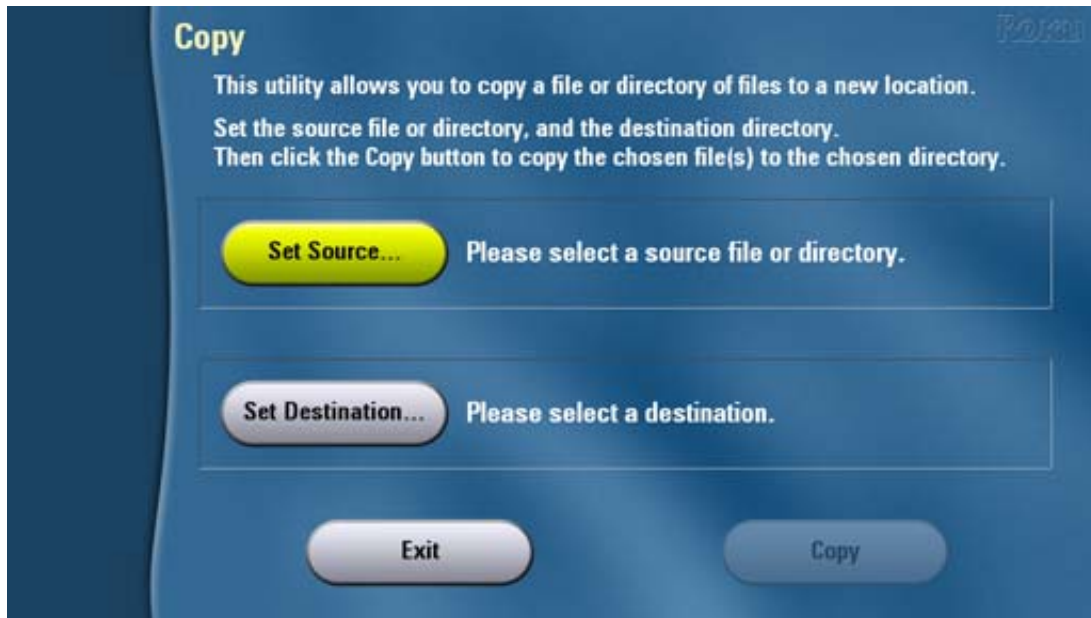 Copy
ROKU
This utility allows you to copy a file or directory of files to a new location.
Set the source file or directory, and the destination directory.
Then click the Copy button to copy the chosen file(s) to the chosen directory.
Set Source...
Please select a source file or directory.
Set Destination...
Please select a destination.
Exit
Copy